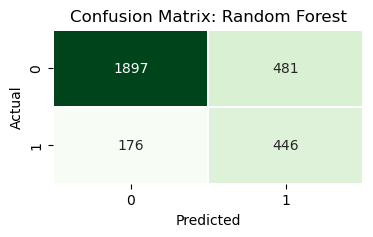 Confusion Matrix: Random Forest
Actual
0
1897
481
1
176
446
0
1
Predicted